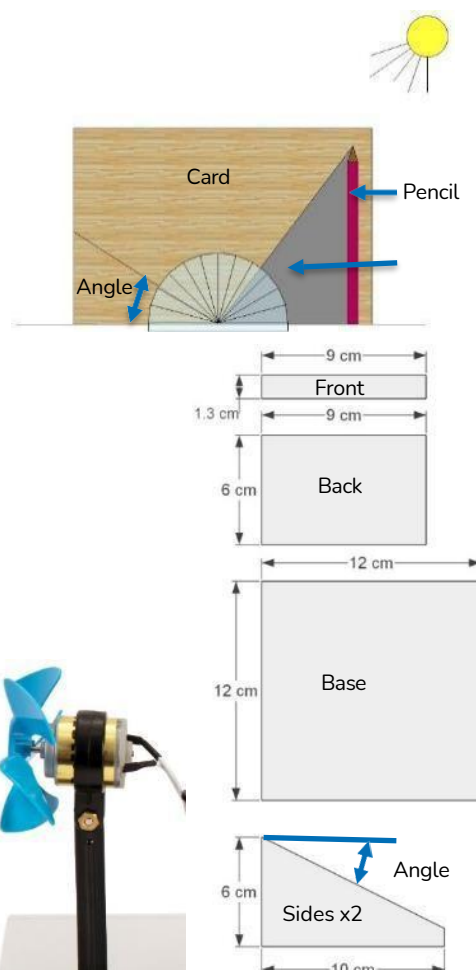 Card
Pencil
Angle
9 cm
Front
1.3 cm
9 cm
6 cm
Back
12 cm
12 cm
Base
6 cm
Angle
Sides x2
10 cm